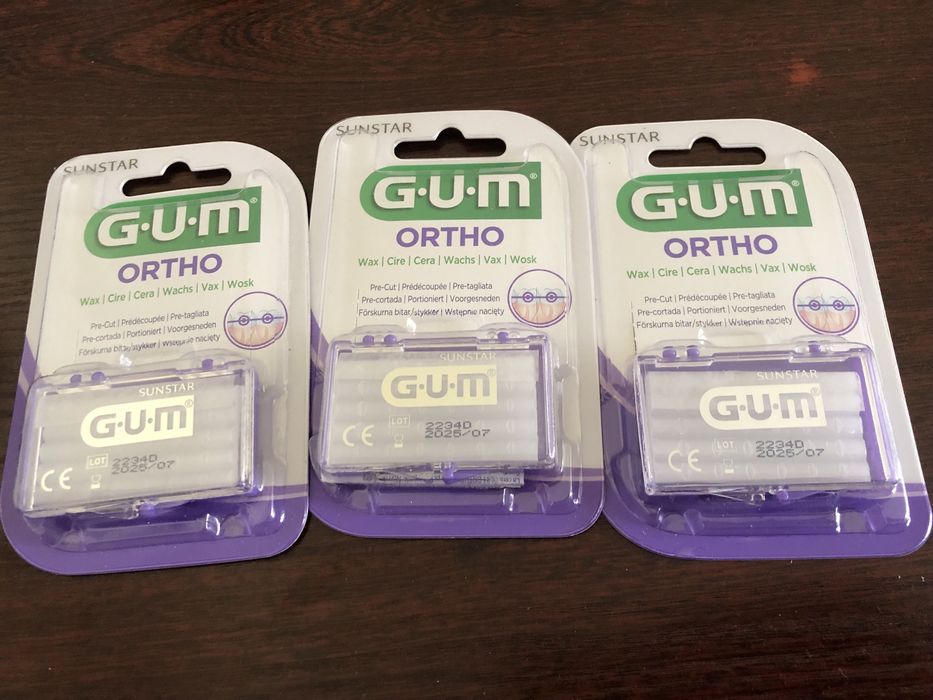 SUNSTAR
G·U·M®
ORTHO
Wax | Cire | Cera | Wachs | Vax | Wosk
Pre-Cut | Prédécoupée | Pre-tagliata
Pre-cortada | Portioniert | Voorgesneden
Förskurna bitar/stykker | Wstępnie nacięty
SUNSTAR
G·U·M®
CE LOT 2234D
2025/07
SUNSTAR
G·U·M®
ORTHO
Wax | Cire | Cera | Wachs | Vax | Wosk
Pre-Cut | Prédécoupée | Pre-tagliata
Pre-cortada | Portioniert | Voorgesneden
Förskurna bitar/stykker | Wstępnie nacięty
SUNSTAR
G·U·M®
CE LOT 2234D
2025/07
SUNSTAR
G·U·M®
ORTHO
Wax | Cire | Cera | Wachs | Vax | Wosk
Pre-Cut | Prédécoupée | Pre-tagliata
Pre-cortada | Portioniert | Voorgesneden
Förskurna bitar/stykker | Wstępnie nacięty
SUNSTAR
G·U·M®
CE LOT 2234D
2025/07